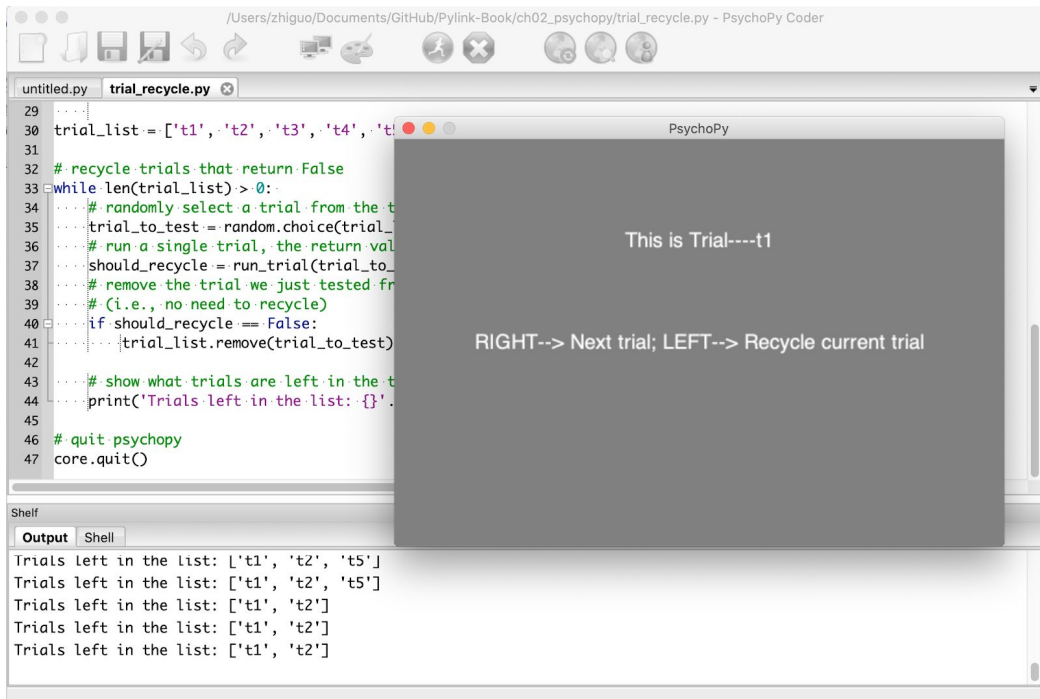 /Users/zhiguo/Documents/GitHub/Pylink-Book/ch02_psychopy/trial_recycle.py - PsychoPy Coder
untitled.py trial_recycle.py
29
30 trial_list = ['t1', 't2', 't3', 't4', 't5
31
32 # recycle trials that return False
33 while len(trial_list) > 0:
34 # randomly select a trial from the t
35 trial_to_test = random.choice(trial_
36 # run a single trial, the return val
37 should_recycle = run_trial(trial_to_
38 # remove the trial we just tested fr
39 # (i.e., no need to recycle)
40 if should_recycle == False:
41 trial_list.remove(trial_to_test)
42
43 # show what trials are left in the t
44 print('Trials left in the list: {}'.
45
46 # quit psychopy
47 core.quit()
PsychoPy
This is Trial----t1
RIGHT--> Next trial; LEFT--> Recycle current trial
Shelf
Output Shell
Trials left in the list: ['t1', 't2', 't5']
Trials left in the list: ['t1', 't2', 't5']
Trials left in the list: ['t1', 't2']
Trials left in the list: ['t1', 't2']
Trials left in the list: ['t1', 't2']